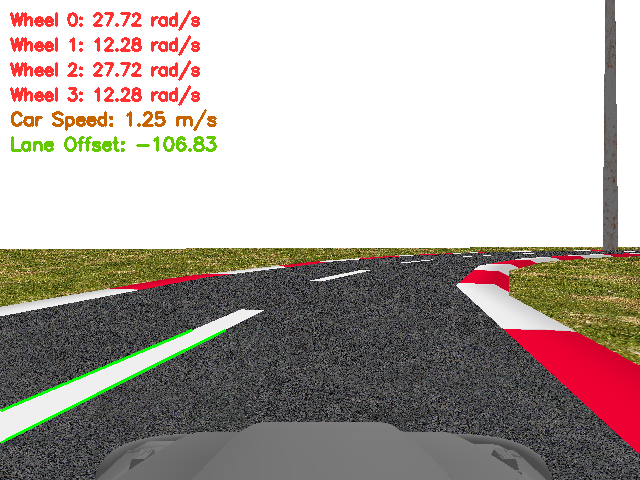 Wheel 0: 27.72 rad/s
Wheel 1: 12.28 rad/s
Wheel 2: 27.72 rad/s
Wheel 3: 12.28 rad/s
Car Speed: 1.25 m/s
Lane Offset: -106.83